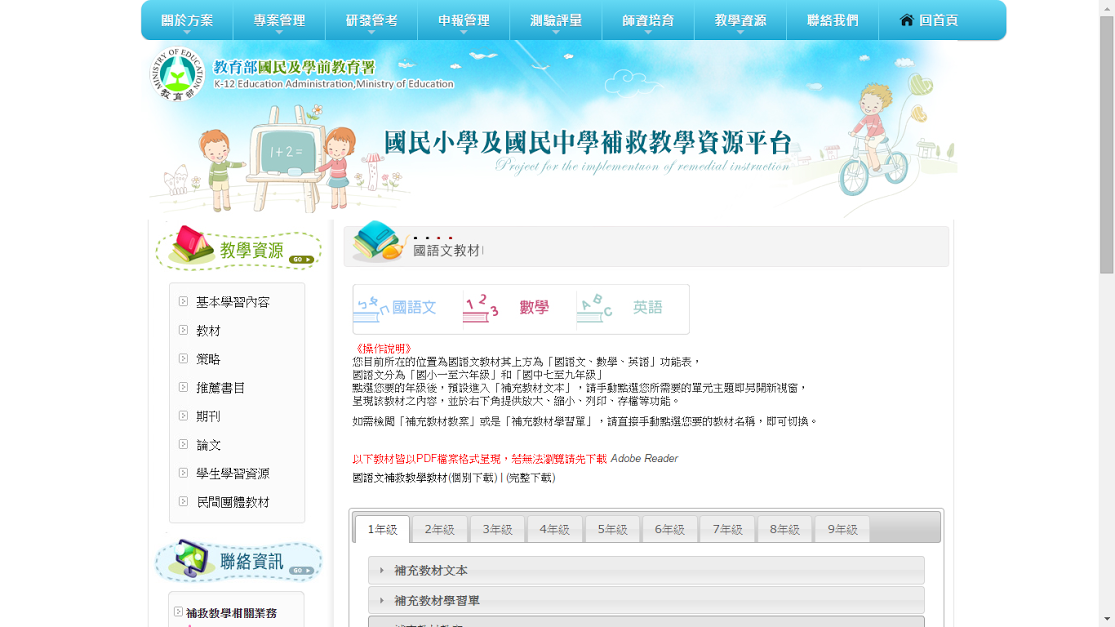 關於方案 專案管理 研發管考 申報管理 測驗評量 師資培育 教學資源 聯絡我們 回首頁
MINISTRY OF EDUCATION
教育部
教育部國民及學前教育署
K-12 Education Administration,Ministry of Education
1+2=
國民小學及國民中學補救教學資源平台
Project for the implementation of remedial instruction
教學資源
GO
基本學習內容
教材
策略
推薦書目
期刊
論文
學生學習資源
民間團體教材
聯絡資訊
GO
補救教學相關業務
國語文教材
ㄅㄆㄇ 國語文 1 2 3 數學 A B C 英語
《操作說明》
您目前所在的位置為國語文教材其上方為「國語文、數學、英語」功能表，
國語文分為「國小一至六年級」和「國中七至九年級」
點選您要的年級後，預設進入「補充教材文本」，請手動點選您所需要的單元主題即另開新視窗，
呈現該教材之內容，並於右下角提供放大、縮小、列印、存檔等功能。
如需檢閱「補充教材教案」或是「補充教材學習單」，請直接手動點選您要的教材名稱，即可切換。
以下教材皆以PDF檔案格式呈現，若無法瀏覽請先下載 Adobe Reader
國語文補救教學教材(個別下載) | (完整下載)
1年級 2年級 3年級 4年級 5年級 6年級 7年級 8年級 9年級
補充教材文本
補充教材學習單